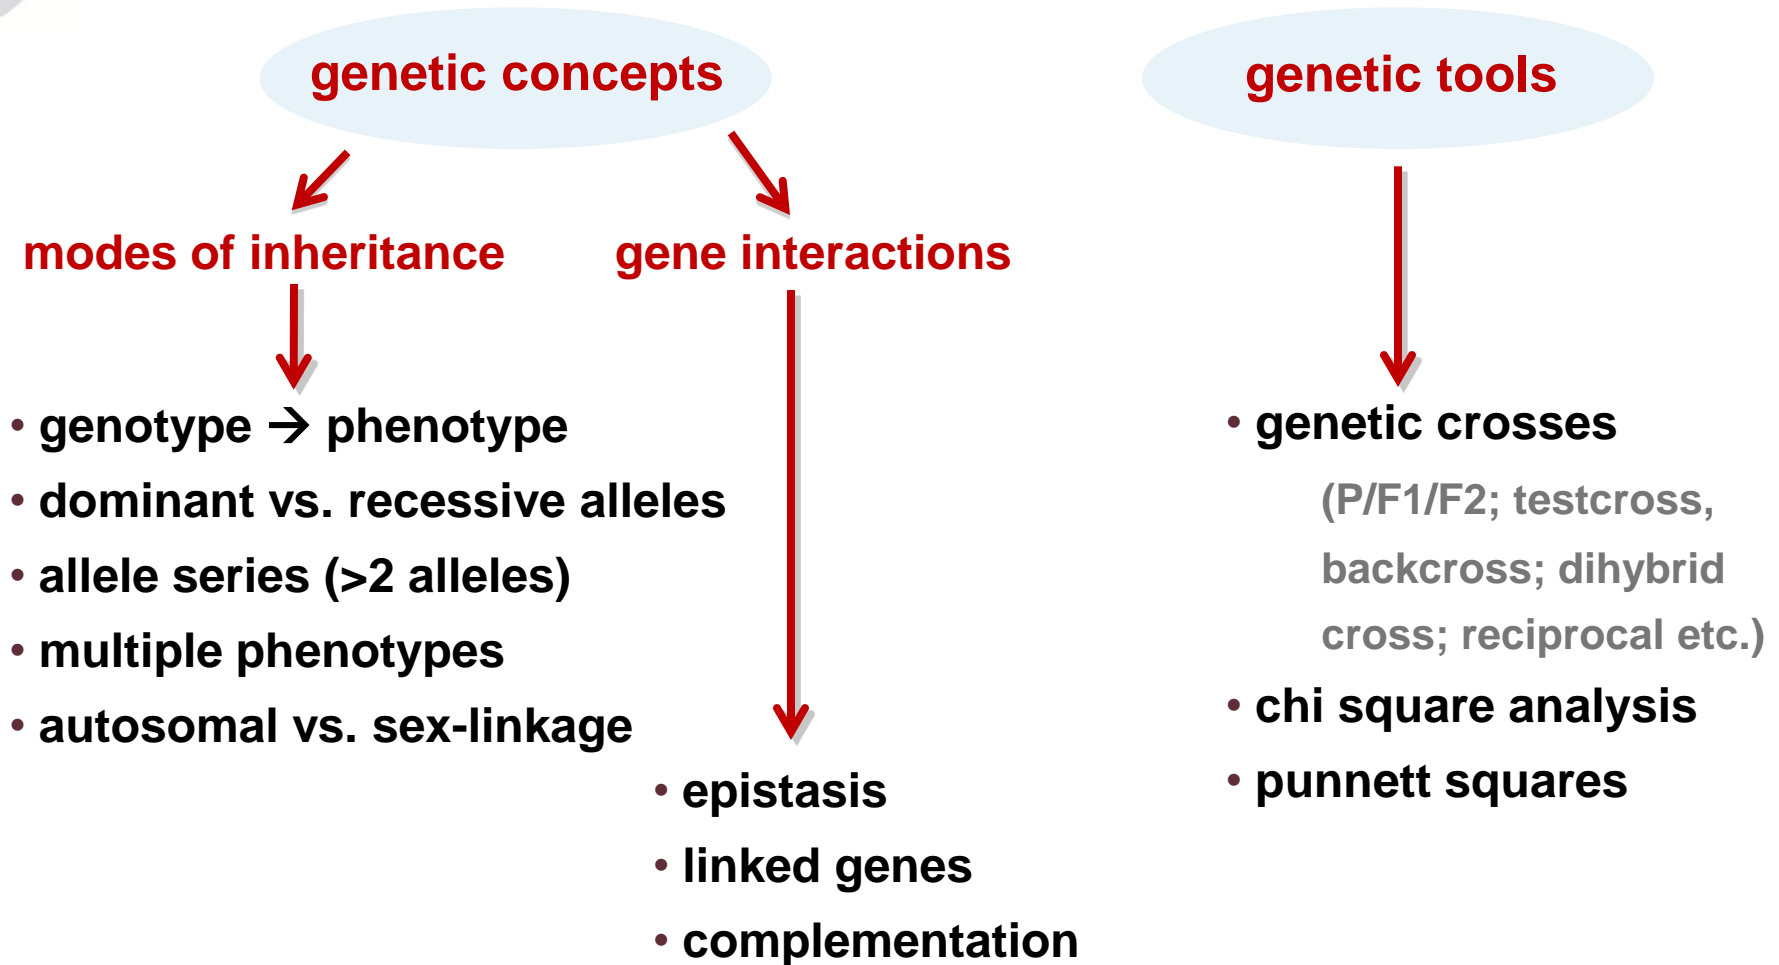 genetic concepts
genetic tools
modes of inheritance
gene interactions
• genotype → phenotype
• dominant vs. recessive alleles
• allele series (>2 alleles)
• multiple phenotypes
• autosomal vs. sex-linkage
• epistasis
• linked genes
• complementation
• genetic crosses
(P/F1/F2; testcross,
backcross; dihybrid
cross; reciprocal etc.)
• chi square analysis
• punnett squares